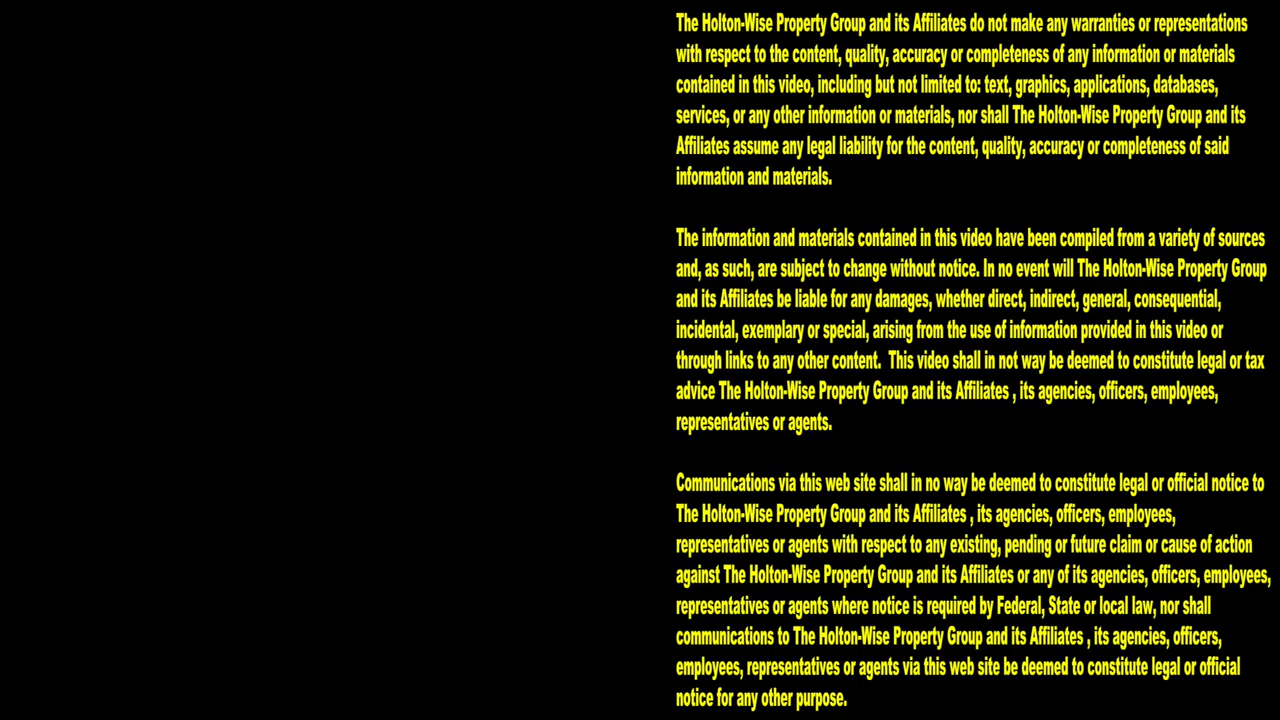 The Holton-Wise Property Group and its Affiliates do not make any warranties or representations
with respect to the content, quality, accuracy or completeness of any information or materials
contained in this video, including but not limited to: text, graphics, applications, databases,
services, or any other information or materials, nor shall The Holton-Wise Property Group and its
Affiliates assume any legal liability for the content, quality, accuracy or completeness of said
information and materials.
The information and materials contained in this video have been compiled from a variety of sources
and, as such, are subject to change without notice. In no event will The Holton-Wise Property Group
and its Affiliates be liable for any damages, whether direct, indirect, general, consequential,
incidental, exemplary or special, arising from the use of information provided in this video or
through links to any other content.  This video shall in not way be deemed to constitute legal or tax
advice The Holton-Wise Property Group and its Affiliates , its agencies, officers, employees,
representatives or agents.
Communications via this web site shall in no way be deemed to constitute legal or official notice to
The Holton-Wise Property Group and its Affiliates , its agencies, officers, employees,
representatives or agents with respect to any existing, pending or future claim or cause of action
against The Holton-Wise Property Group and its Affiliates or any of its agencies, officers, employees,
representatives or agents where notice is required by Federal, State or local law, nor shall
communications to The Holton-Wise Property Group and its Affiliates , its agencies, officers,
employees, representatives or agents via this web site be deemed to constitute legal or official
notice for any other purpose.